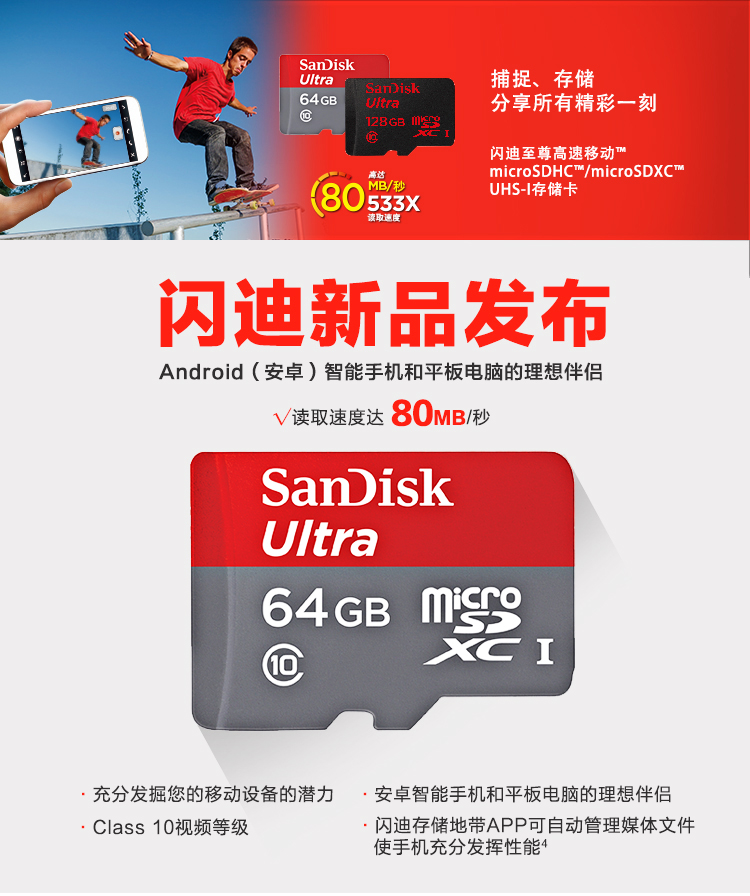 SanDisk
Ultra
64GB
10
SanDisk
Ultra
128GB micro
SD
XC I
10
捕捉、存储
分享所有精彩一刻
闪迪至尊高速移动™
microSDHC™/microSDXC™
UHS-I存储卡
高达
80 MB/秒
533X
读取速度
闪迪新品发布
Android（安卓）智能手机和平板电脑的理想伴侣
√读取速度达 80MB/秒
SanDisk
Ultra
64GB
micro
SD
XC I
10
· 充分发掘您的移动设备的潜力
· 安卓智能手机和平板电脑的理想伴侣
· Class 10视频等级
· 闪迪存储地带APP可自动管理媒体文件
使手机充分发挥性能⁴